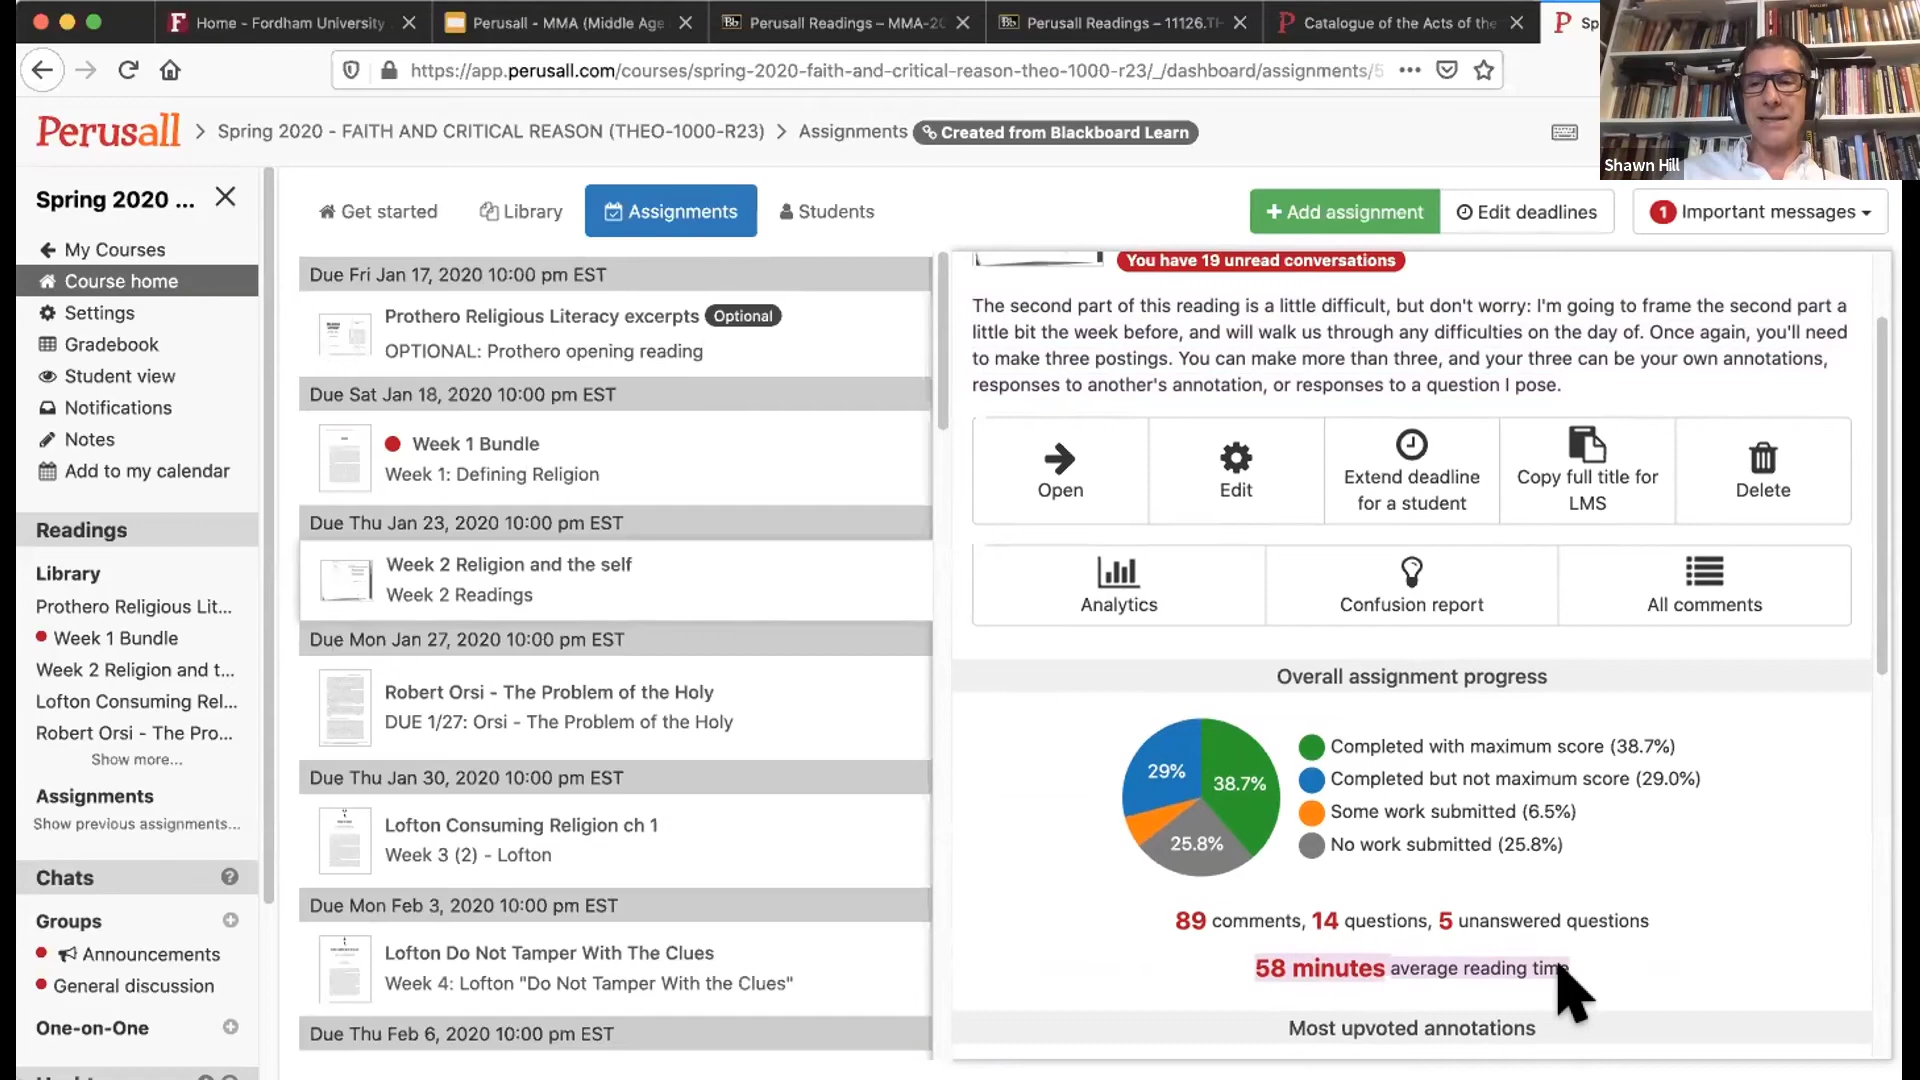 Home - Fordham University
Perusall - MMA (Middle Age
Perusall Readings – MMA-20
Perusall Readings – 11126.TH
Catalogue of the Acts of the
Sp
https://app.perusall.com/courses/spring-2020-faith-and-critical-reason-theo-1000-r23/_/dashboard/assignments/5
Shawn Hill
Perusall > Spring 2020 - FAITH AND CRITICAL REASON (THEO-1000-R23) > Assignments Created from Blackboard Learn
Spring 2020 ...
My Courses
Course home
Settings
Gradebook
Student view
Notifications
Notes
Add to my calendar
Readings
Library
Prothero Religious Lit...
Week 1 Bundle
Week 2 Religion and t...
Lofton Consuming Rel...
Robert Orsi - The Pro...
Show more...
Assignments
Show previous assignments...
Chats
Groups
Announcements
General discussion
One-on-One
Get started
Library
Assignments
Students
+ Add assignment
Edit deadlines
1 Important messages
Due Fri Jan 17, 2020 10:00 pm EST
Prothero Religious Literacy excerpts Optional
OPTIONAL: Prothero opening reading
Due Sat Jan 18, 2020 10:00 pm EST
Week 1 Bundle
Week 1: Defining Religion
Due Thu Jan 23, 2020 10:00 pm EST
Week 2 Religion and the self
Week 2 Readings
Due Mon Jan 27, 2020 10:00 pm EST
Robert Orsi - The Problem of the Holy
DUE 1/27: Orsi - The Problem of the Holy
Due Thu Jan 30, 2020 10:00 pm EST
Lofton Consuming Religion ch 1
Week 3 (2) - Lofton
Due Mon Feb 3, 2020 10:00 pm EST
Lofton Do Not Tamper With The Clues
Week 4: Lofton "Do Not Tamper With the Clues"
Due Thu Feb 6, 2020 10:00 pm EST
You have 19 unread conversations
The second part of this reading is a little difficult, but don't worry: I'm going to frame the second part a
little bit the week before, and will walk us through any difficulties on the day of. Once again, you'll need
to make three postings. You can make more than three, and your three can be your own annotations,
responses to another's annotation, or responses to a question I pose.
Open
Edit
Extend deadline
for a student
Copy full title for
LMS
Delete
Analytics
Confusion report
All comments
Overall assignment progress
29%
38.7%
25.8%
Completed with maximum score (38.7%)
Completed but not maximum score (29.0%)
Some work submitted (6.5%)
No work submitted (25.8%)
89 comments, 14 questions, 5 unanswered questions
58 minutes average reading time
Most upvoted annotations